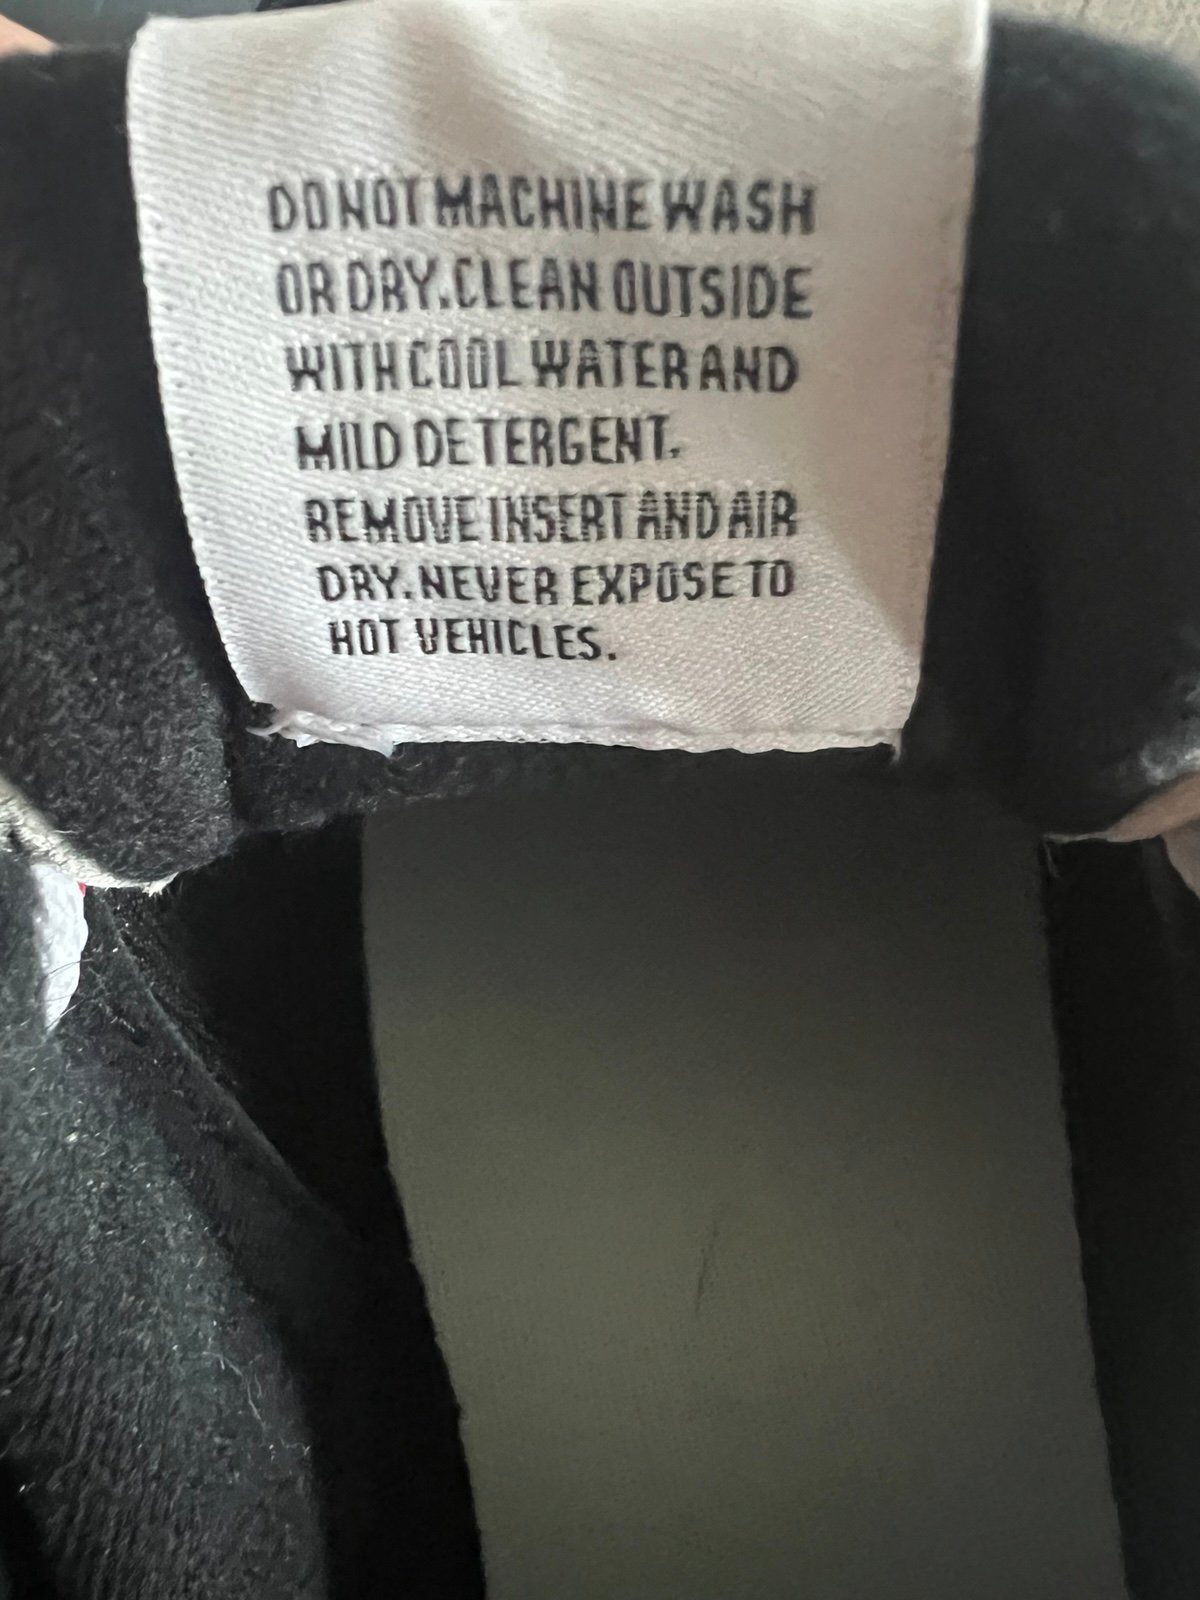 DO NOT MACHINE WASH
OR DRY.CLEAN OUTSIDE
WITH COOL WATER AND
MILD DETERGENT.
REMOVE INSERT AND AIR
DRY.NEVER EXPOSE TO
HOT VEHICLES.